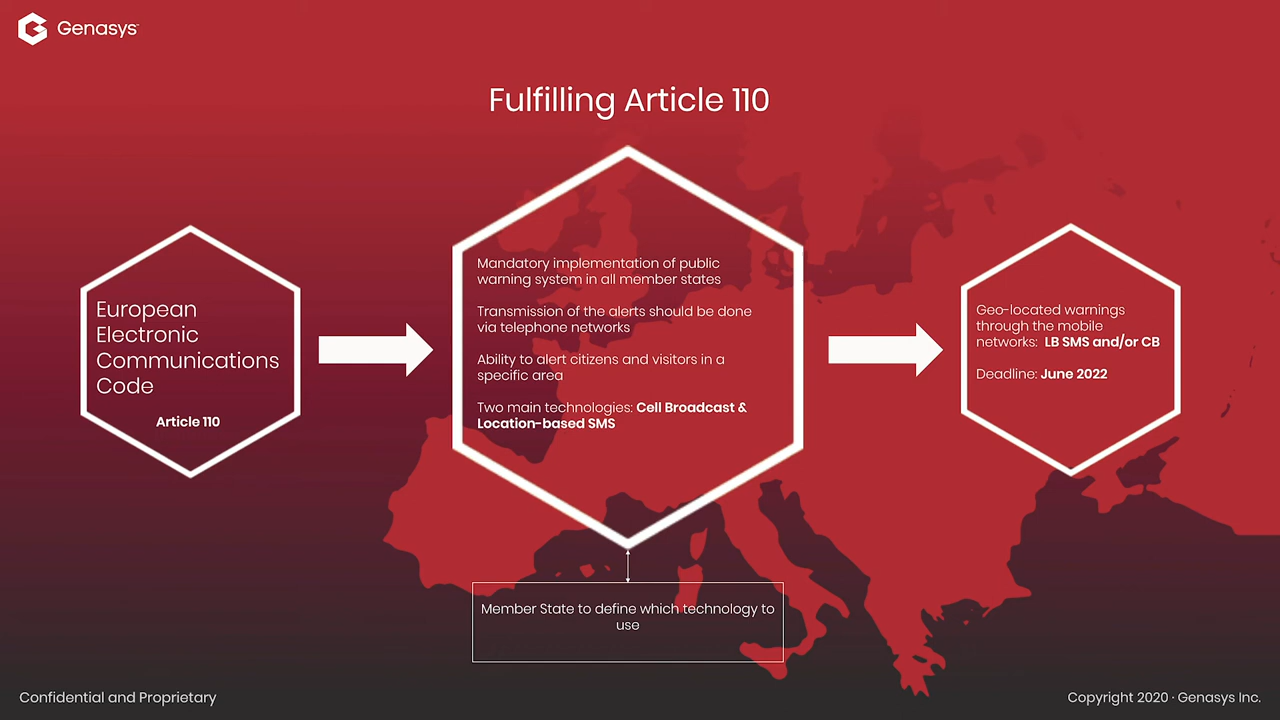 Genasys
Fulfilling Article 110
European
Electronic
Communications
Code
Article 110
Mandatory implementation of public
warning system in all member states
Transmission of the alerts should be done
via telephone networks
Ability to alert citizens and visitors in a
specific area
Two main technologies: Cell Broadcast &
Location-based SMS
Geo-located warnings
through the mobile
networks: LB SMS and/or CB
Deadline: June 2022
Member State to define which technology to
use
Confidential and Proprietary
Copyright 2020 · Genasys Inc.